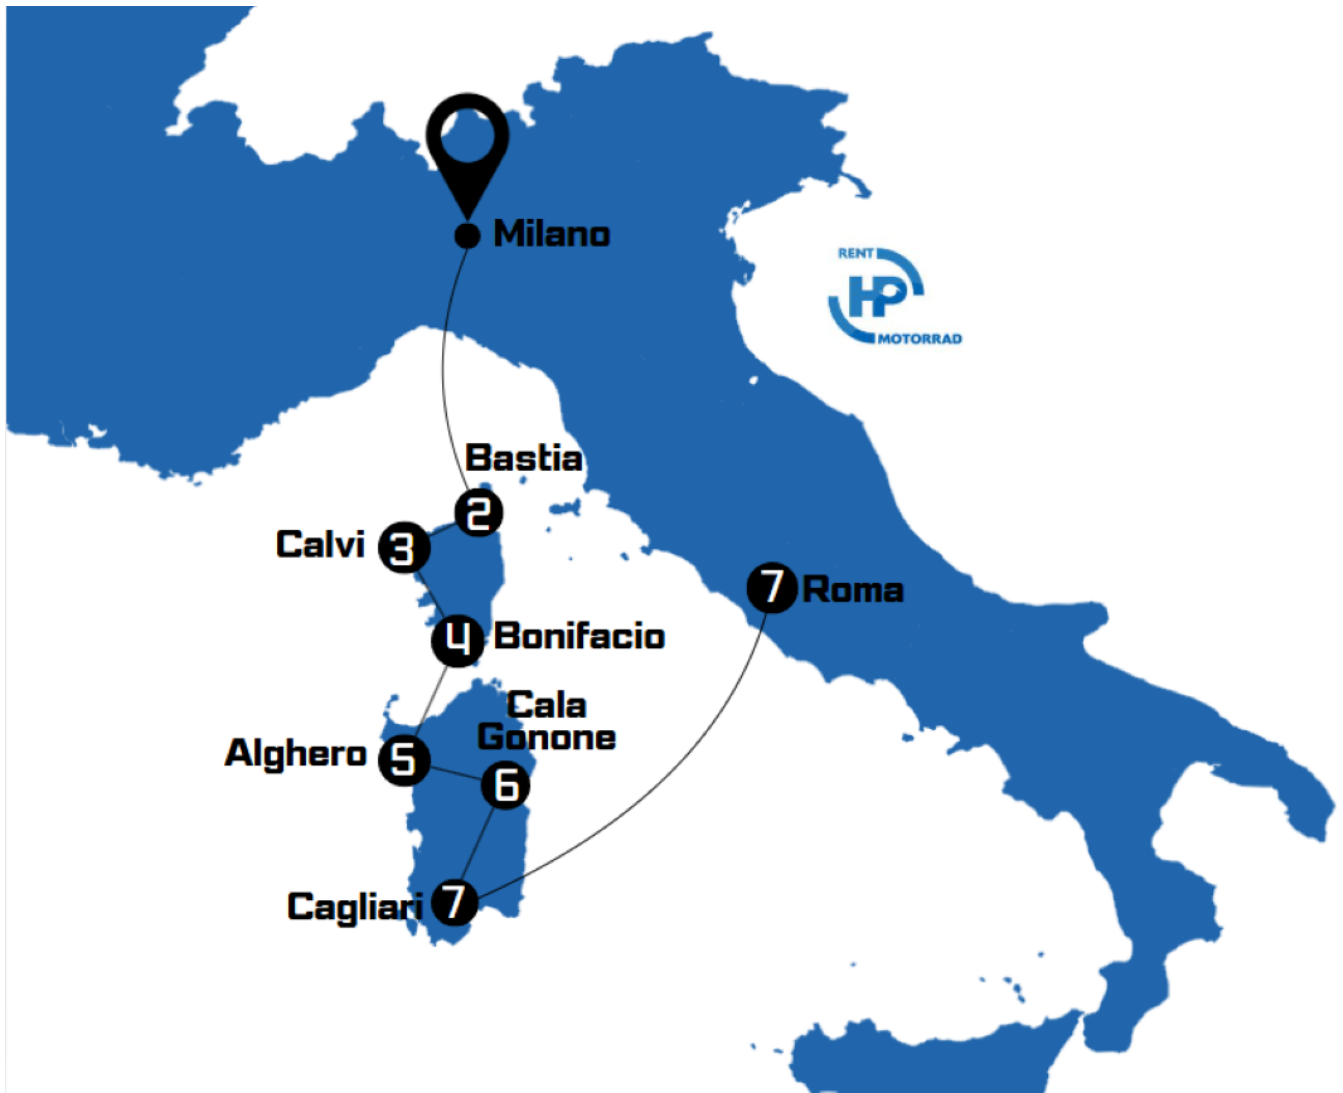 Milano
RENT
HP
MOTORRAD
Bastia
2
Calvi
3
7
Roma
4
Bonifacio
Cala
Gonone
Alghero
5
6
Cagliari
7